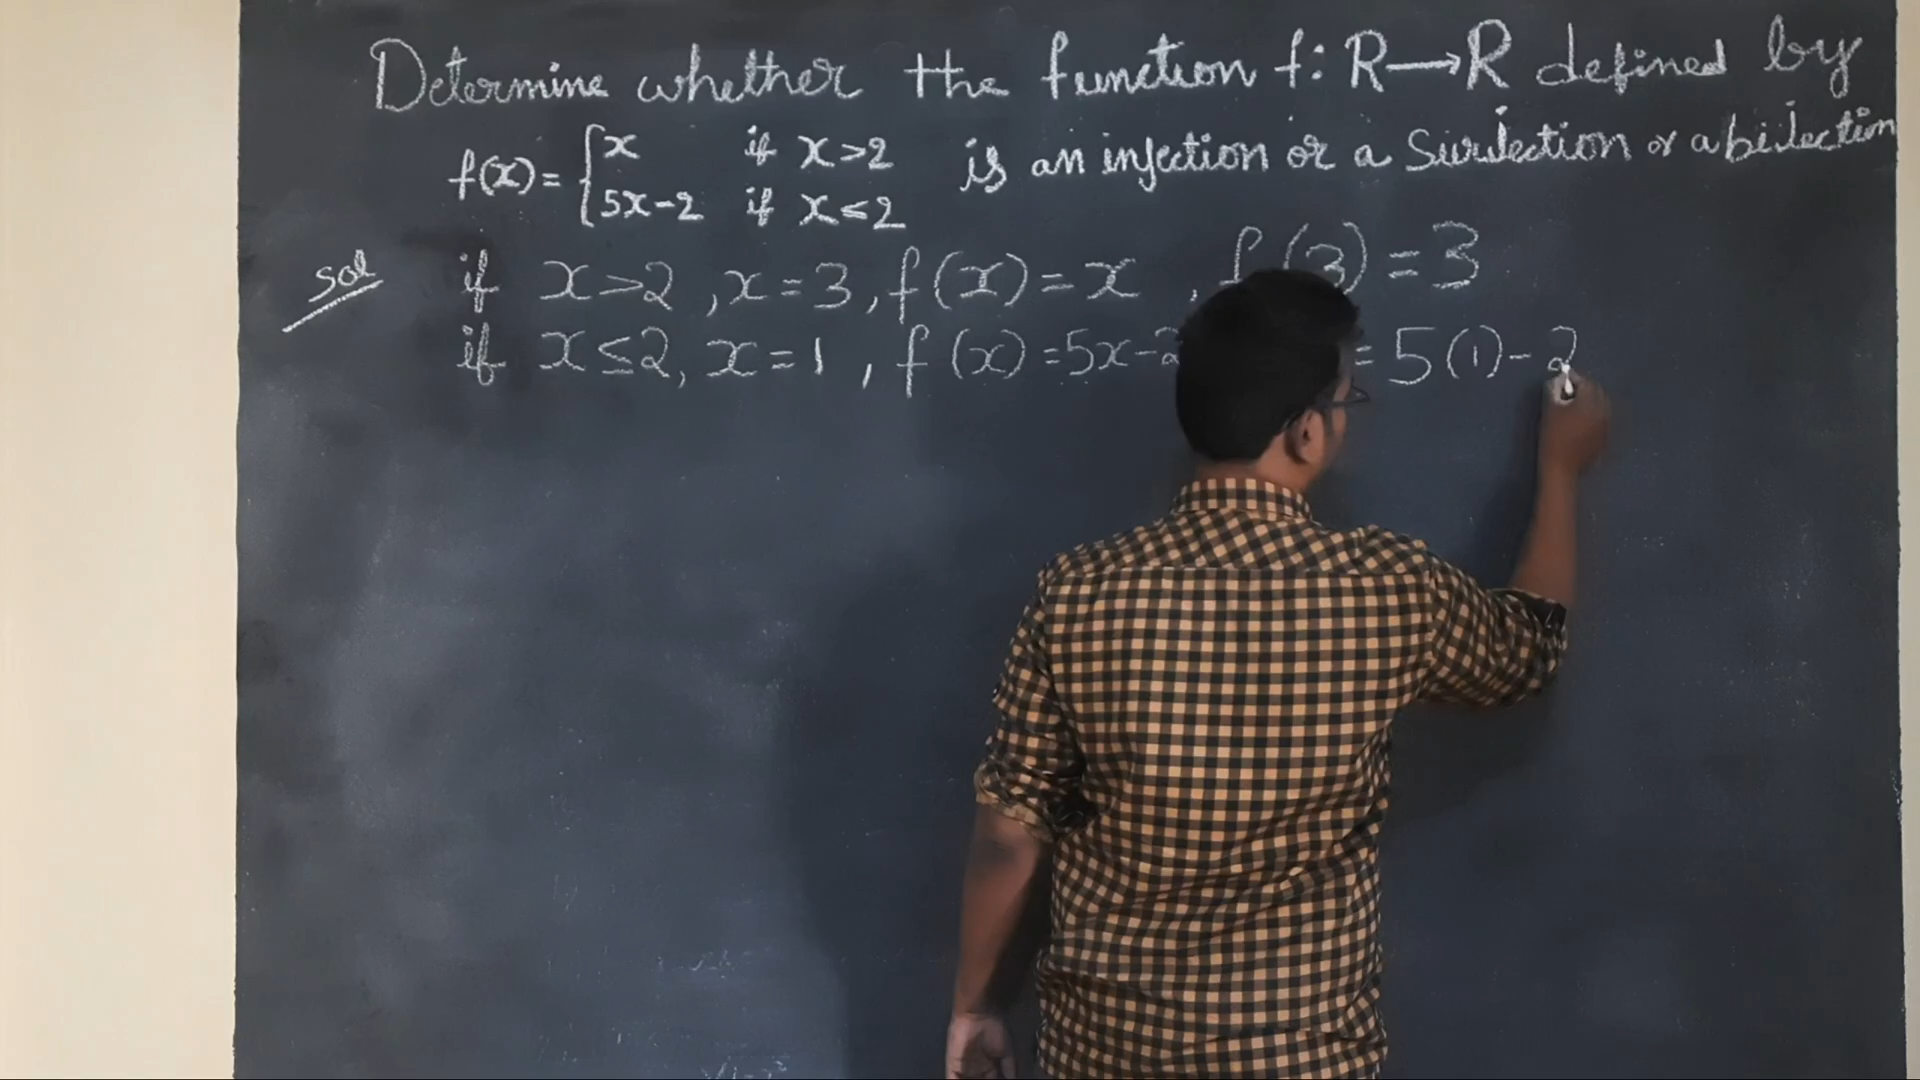 Determine whether the function f: R→R defined by
f(x) = { x if x>2 is an injection or a Surjection or a bijection
5x-2 if x≤2
Sol if x>2, x=3, f(x)=x, f(3)=3
if x≤2, x=1, f(x)=5x-2 =5(1)-2